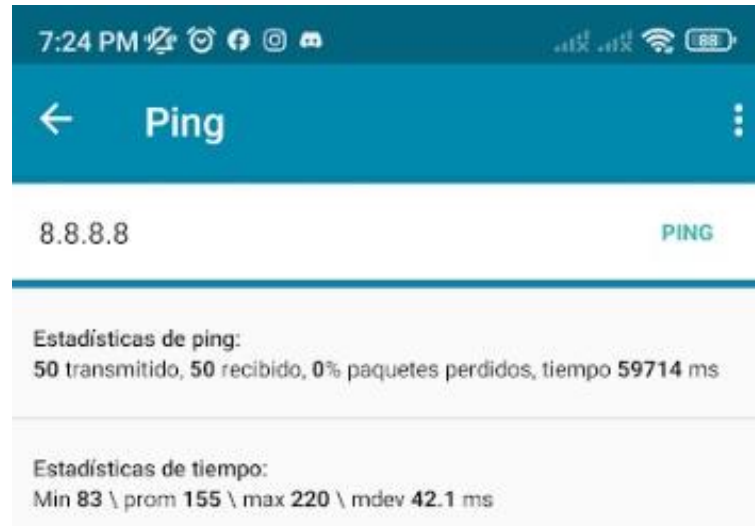 7:24 PM 88
Ping
8.8.8.8 PING
Estadísticas de ping:
50 transmitido, 50 recibido, 0% paquetes perdidos, tiempo 59714 ms
Estadísticas de tiempo:
Min 83 \ prom 155 \ max 220 \ mdev 42.1 ms